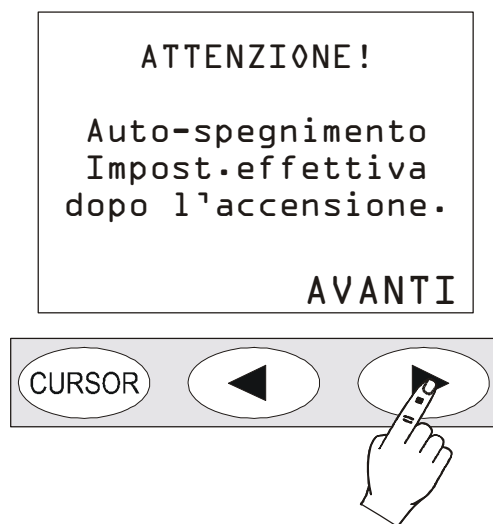 ATTENZIONE!
Auto-spegnimento
Impost.effettiva
dopo l'accensione.
AVANTI
CURSOR